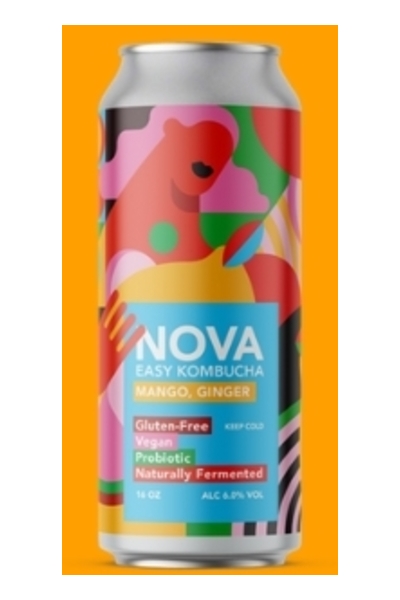 NOVA
EASY KOMBUCHA
MANGO, GINGER
Gluten-Free KEEP COLD
Vegan
Probiotic
Naturally Fermented
16 OZ ALC 6.0% VOL